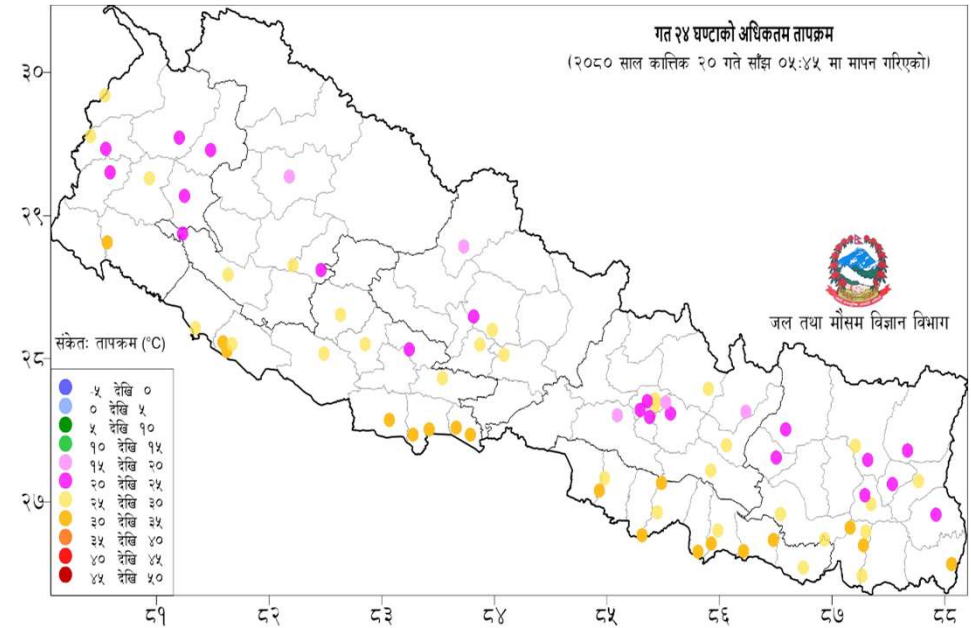 गत २४ घण्टाको अधिकतम तापक्रम
(२०८० साल कात्तिक २० गते साँझ ०५:४५ मा मापन गरिएको)
३०
२९
२८
२७
जल तथा मौसम विज्ञान विभाग
संकेतः तापक्रम (°C)
-५ देखि ०
० देखि ५
५ देखि १०
१० देखि १५
१५ देखि २०
२० देखि २५
२५ देखि ३०
३० देखि ३५
३५ देखि ४०
४० देखि ४५
४५ देखि ५०
८१ ८२ ८३ ८४ ८५ ८६ ८७ ८८